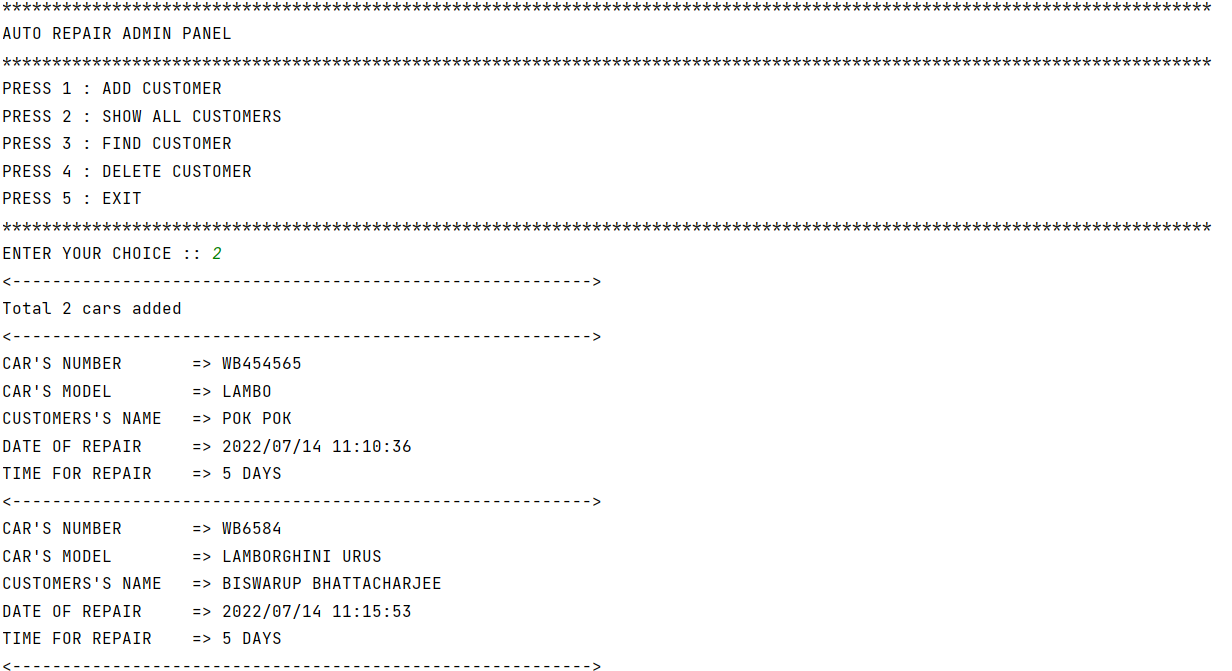 *************************************************************************************************************************
AUTO REPAIR ADMIN PANEL
*************************************************************************************************************************
PRESS 1 : ADD CUSTOMER
PRESS 2 : SHOW ALL CUSTOMERS
PRESS 3 : FIND CUSTOMER
PRESS 4 : DELETE CUSTOMER
PRESS 5 : EXIT
*************************************************************************************************************************
ENTER YOUR CHOICE :: 2
<---------------------------------------------------------->
Total 2 cars added
<---------------------------------------------------------->
CAR'S NUMBER       => WB454565
CAR'S MODEL        => LAMBO
CUSTOMERS'S NAME   => POK POK
DATE OF REPAIR     => 2022/07/14 11:10:36
TIME FOR REPAIR    => 5 DAYS
<---------------------------------------------------------->
CAR'S NUMBER       => WB6584
CAR'S MODEL        => LAMBORGHINI URUS
CUSTOMERS'S NAME   => BISWARUP BHATTACHARJEE
DATE OF REPAIR     => 2022/07/14 11:15:53
TIME FOR REPAIR    => 5 DAYS
<---------------------------------------------------------->